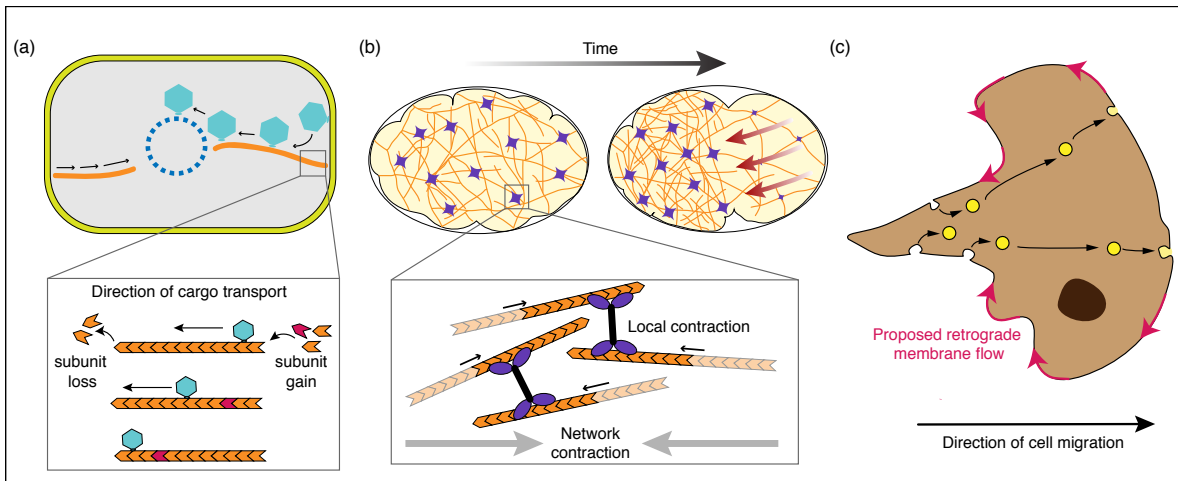 (a)
Direction of cargo transport
subunit
loss
subunit
gain
(b)
Time
Local contraction
Network
contraction
(c)
Proposed retrograde
membrane flow
Direction of cell migration